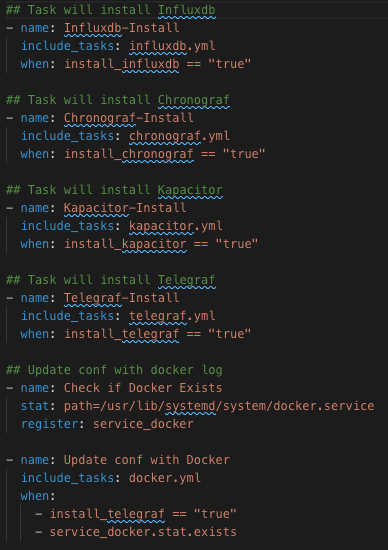 ## Task will install Influxdb
- name: Influxdb-Install
  include_tasks: influxdb.yml
  when: install_influxdb == "true"

## Task will install Chronograf
- name: Chronograf-Install
  include_tasks: chronograf.yml
  when: install_chronograf == "true"

## Task will install Kapacitor
- name: Kapacitor-Install
  include_tasks: kapacitor.yml
  when: install_kapacitor == "true"

## Task will install Telegraf
- name: Telegraf-Install
  include_tasks: telegraf.yml
  when: install_telegraf == "true"

## Update conf with docker log
- name: Check if Docker Exists
  stat: path=/usr/lib/systemd/system/docker.service
  register: service_docker

- name: Update conf with Docker
  include_tasks: docker.yml
  when:
    - install_telegraf == "true"
    - service_docker.stat.exists